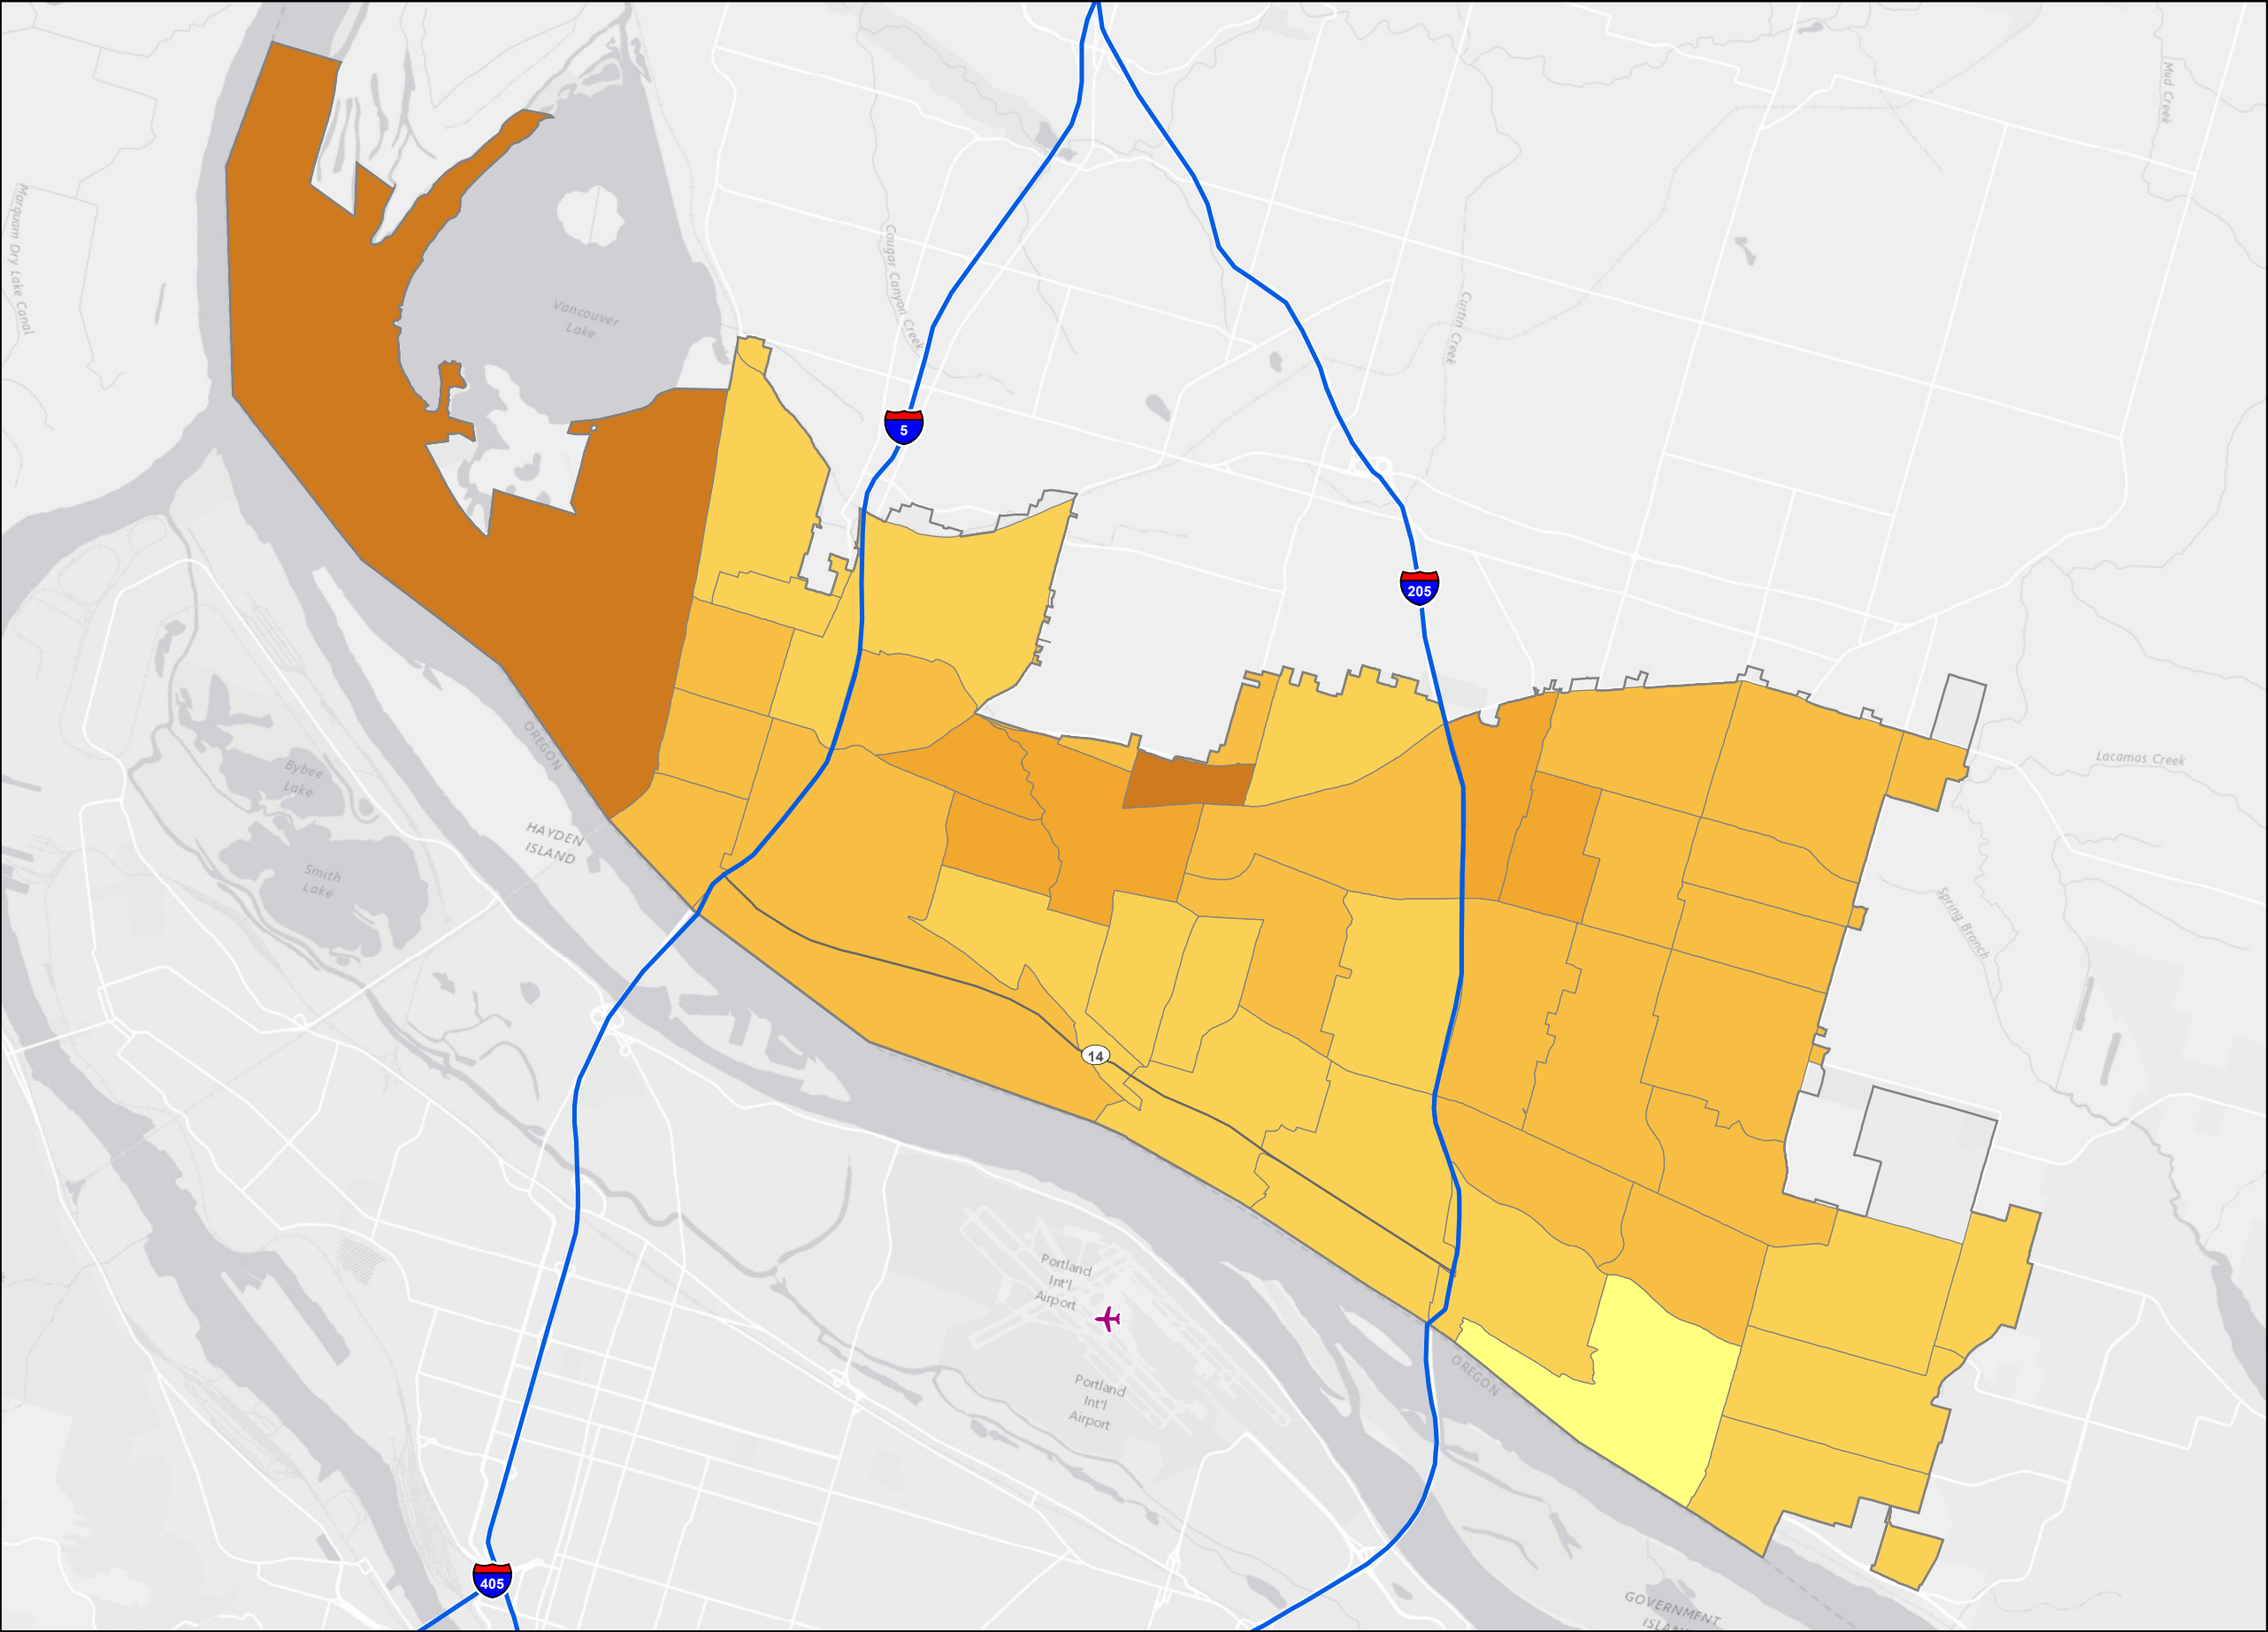 Mud Creek
Marquam Dry Lake Canal
Cougar Canyon Creek
Vancouver
Lake
Curtin Creek
5
205
OREGON
Bybee
Lake
HAYDEN
ISLAND
Smith
Lake
Lacamas Creek
Spring Branch
14
Portland
Int'l
Airport
OREGON
Portland
Int'l
Airport
405
GOVERNMENT